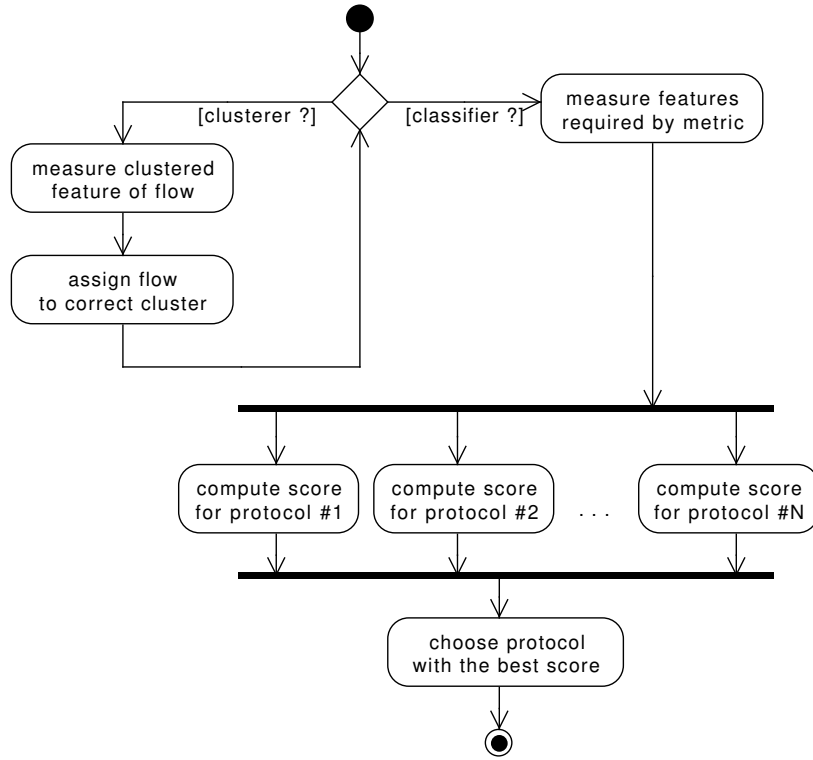 [clusterer ?]
[classifier ?]
measure features
required by metric
measure clustered
feature of flow
assign flow
to correct cluster
compute score
for protocol #1
compute score
for protocol #2
. . .
compute score
for protocol #N
choose protocol
with the best score